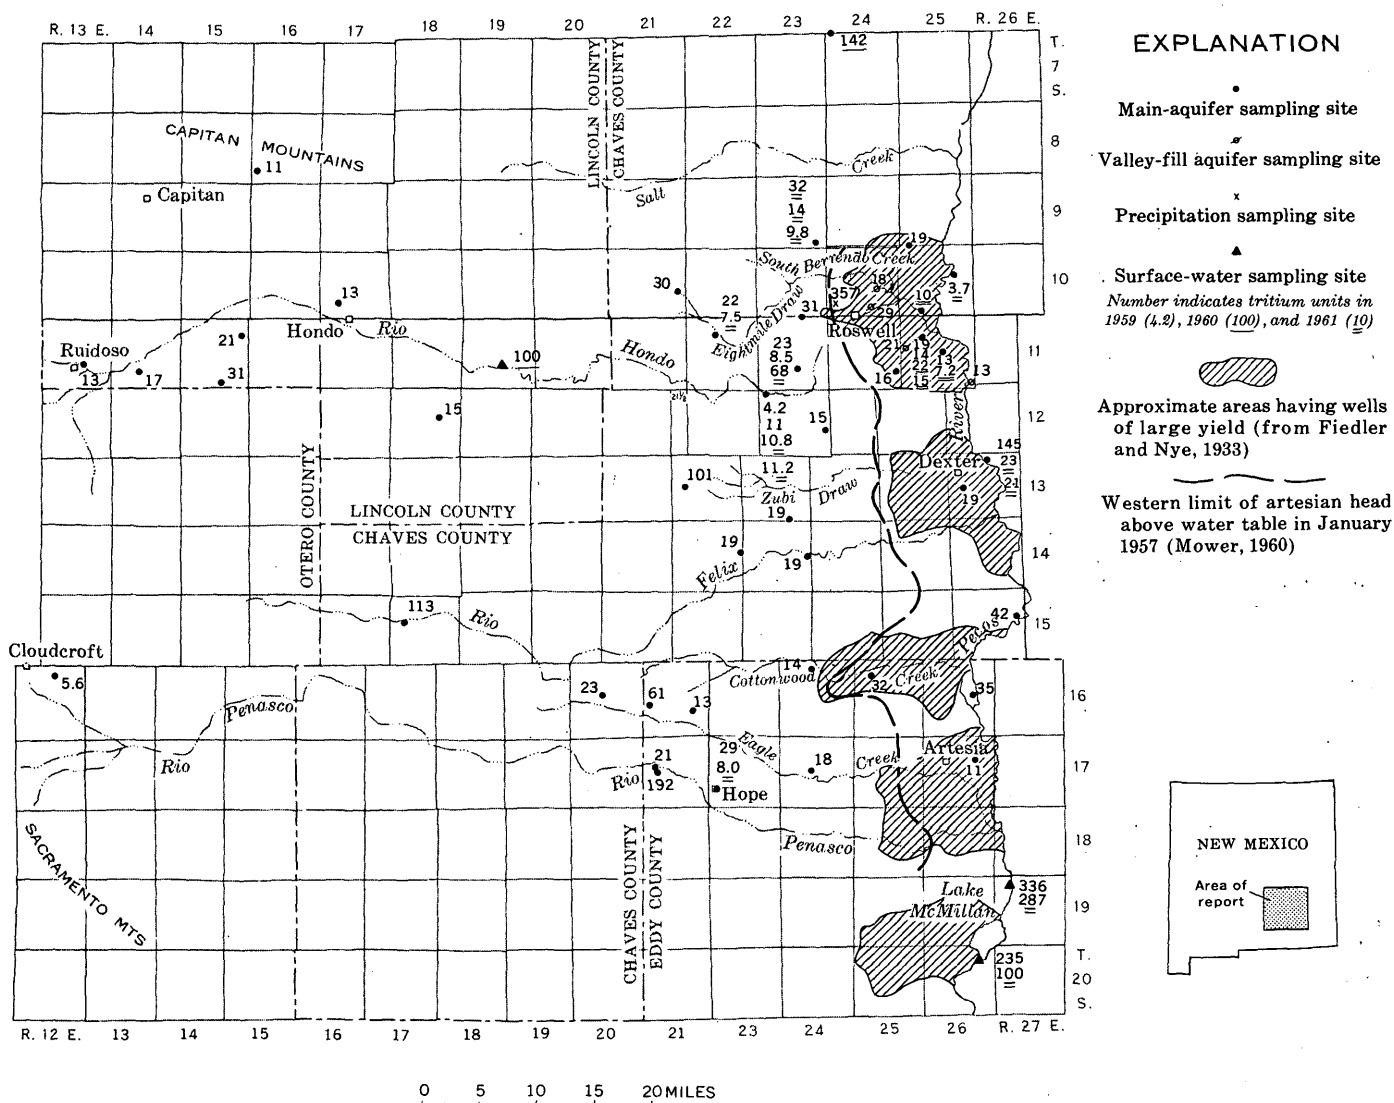 R. 13 E. 14 15 16 17 18 19 20 21 22 23 24 25 R. 26 E.
T.
7
S.
8
9
10
11
12
13
14
15
16
17
18
19
T.
20
S.
LINCOLN COUNTY
CHAVES COUNTY
142
CAPITAN MOUNTAINS
11
Capitan
Salt Creek
32
14
9.8
19
South Berrendo Creek
18
3.7
30
22
7.5
Eightmile Draw
31
357
10
29
Roswell
13
Hondo
Rio Hondo
21
Ruidoso
13
17
31
100
23
8.5
68
21
19
14
22
15
13
7.2
16
13
15
4.2
11
10.8
15
River
OTERO COUNTY
LINCOLN COUNTY
CHAVES COUNTY
101
11.2
Zubi Draw
19
Dexter
145
23
21
19
19
19
Rio Felix
113
42
Pecos
Cloudcroft
5.6
Rio Penasco
23
61
13
14
Cottonwood Creek
32
35
Eagle Creek
21
192
29
8.0
Hope
18
Artesia
11
Rio Penasco
SACRAMENTO MTS
CHAVES COUNTY
EDDY COUNTY
Lake
McMillan
336
287
235
100
R. 12 E. 13 14 15 16 17 18 19 20 21 22 23 24 25 26 R. 27 E.
0 5 10 15 20 MILES
EXPLANATION
Main-aquifer sampling site
Valley-fill aquifer sampling site
x
Precipitation sampling site
Surface-water sampling site
Number indicates tritium units in
1959 (4.2), 1960 (100), and 1961 (10)
Approximate areas having wells
of large yield (from Fiedler
and Nye, 1933)
Western limit of artesian head
above water table in January
1957 (Mower, 1960)
NEW MEXICO
Area of
report